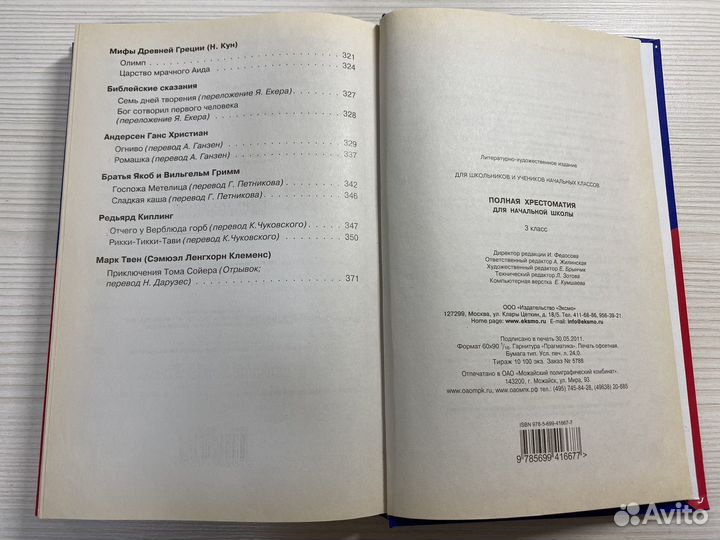 Мифы Древней Греции (Н. Кун)
Олимп 321
Царство мрачного Аида 324
Библейские сказания
Семь дней творения (переложение Я. Екера) 327
Бог сотворил первого человека
(переложение Я. Екера) 328
Андерсен Ганс Христиан
Огниво (перевод А. Ганзен) 329
Ромашка (перевод А. Ганзен) 337
Братья Якоб и Вильгельм Гримм
Госпожа Метелица (перевод Г. Петникова) 342
Сладкая каша (перевод Г. Петникова) 346
Редьярд Киплинг
Отчего у Верблюда горб (перевод К.Чуковского) 347
Рикки-Тикки-Тави (перевод К.Чуковского) 350
Марк Твен (Сэмюэл Ленгхорн Клеменс)
Приключения Тома Сойера (Отрывок;
перевод Н. Дарузес) 371
Литературно-художественное издание
ДЛЯ ШКОЛЬНИКОВ И УЧЕНИКОВ НАЧАЛЬНЫХ КЛАССОВ
ПОЛНАЯ ХРЕСТОМАТИЯ
ДЛЯ НАЧАЛЬНОЙ ШКОЛЫ
3 класс
Директор редакции И. Федосова
Ответственный редактор А. Жилинская
Художественный редактор Е. Брынчик
Технический редактор Л. Зотова
Компьютерная верстка Е. Кумшаева
ООО «Издательство «Эксмо»
127299, Москва, ул. Клары Цеткин, д. 18/5. Тел. 411-68-86, 956-39-21.
Home page: www.eksmo.ru E-mail: info@eksmo.ru
Подписано в печать 30.05.2011.
Формат 60x90 1/16. Гарнитура «Прагматика». Печать офсетная.
Бумага тип. Усл. печ. л. 24,0.
Тираж 10 100 экз. Заказ № 5786
Отпечатано в ОАО «Можайский полиграфический комбинат».
143200, г. Можайск, ул. Мира, 93.
www.oaompk.ru, www.оаомпк.рф тел.: (495) 745-84-28, (49638) 20-685
ISBN 978-5-699-41667-7
9 785699 416677 >
Avito